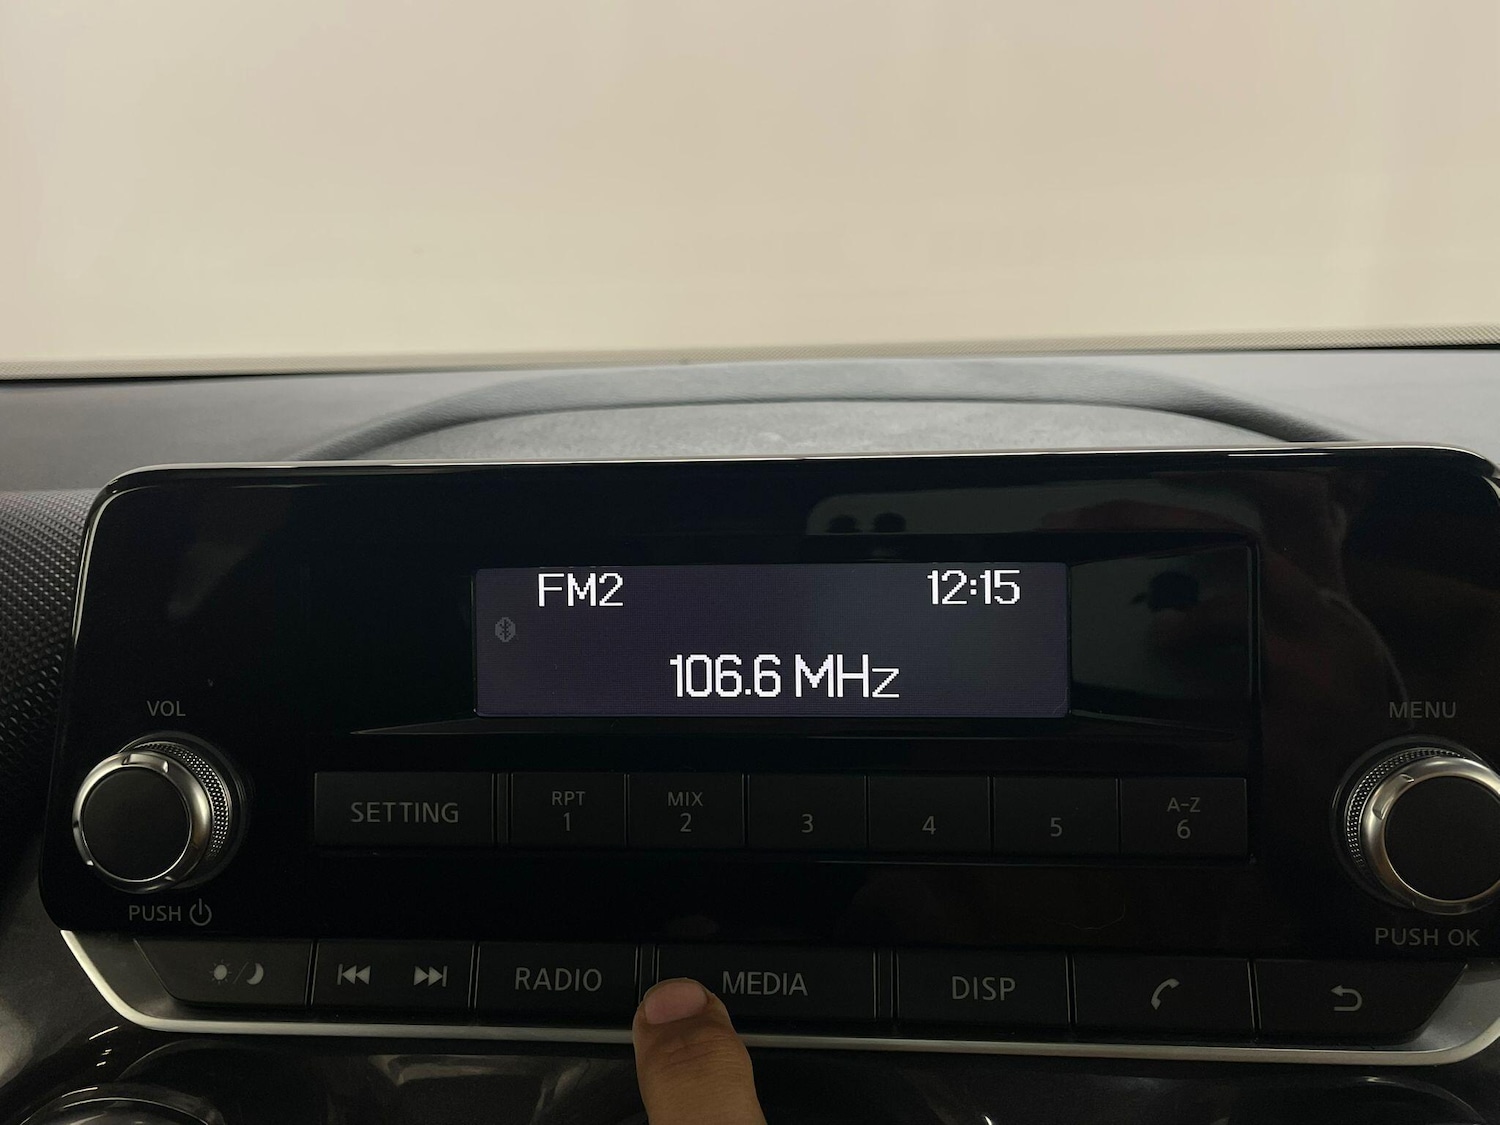 FM2 12:15
106.6 MHz
VOL
MENU
SETTING
RPT
1
MIX
2
3
4
5
A-Z
6
PUSH
PUSH OK
RADIO
MEDIA
DISP